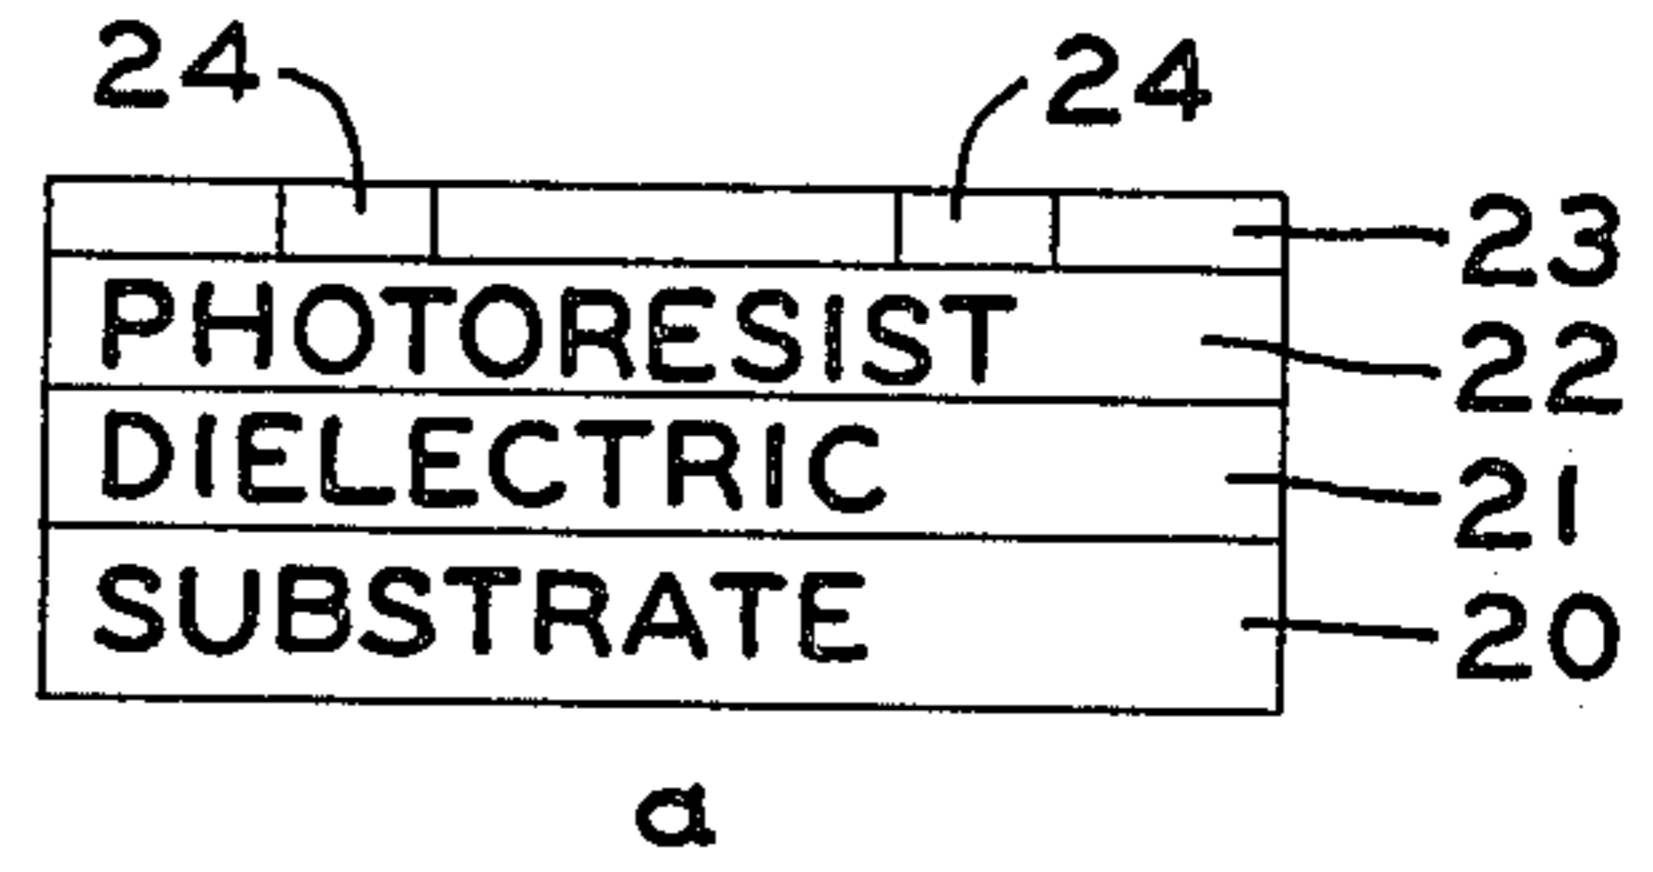 24 24
23
PHOTORESIST 22
DIELECTRIC 21
SUBSTRATE 20
a